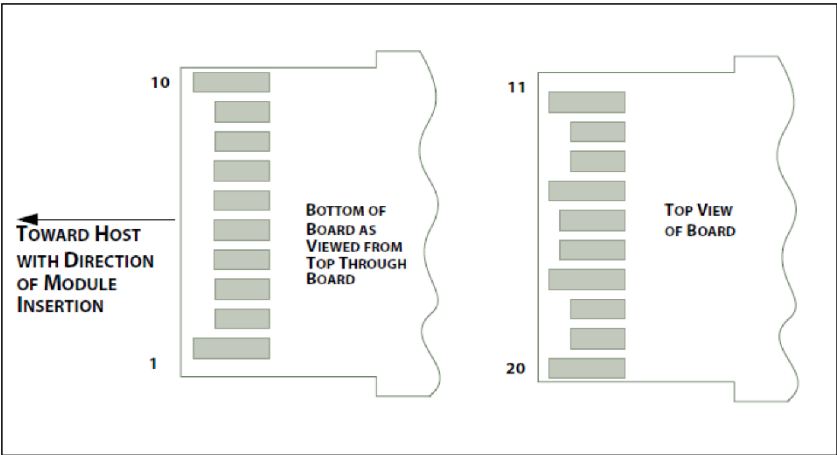 10
BOTTOM OF
BOARD AS
VIEWED FROM
TOP THROUGH
BOARD
1
TOWARD HOST
WITH DIRECTION
OF MODULE
INSERTION
11
TOP VIEW
OF BOARD
20